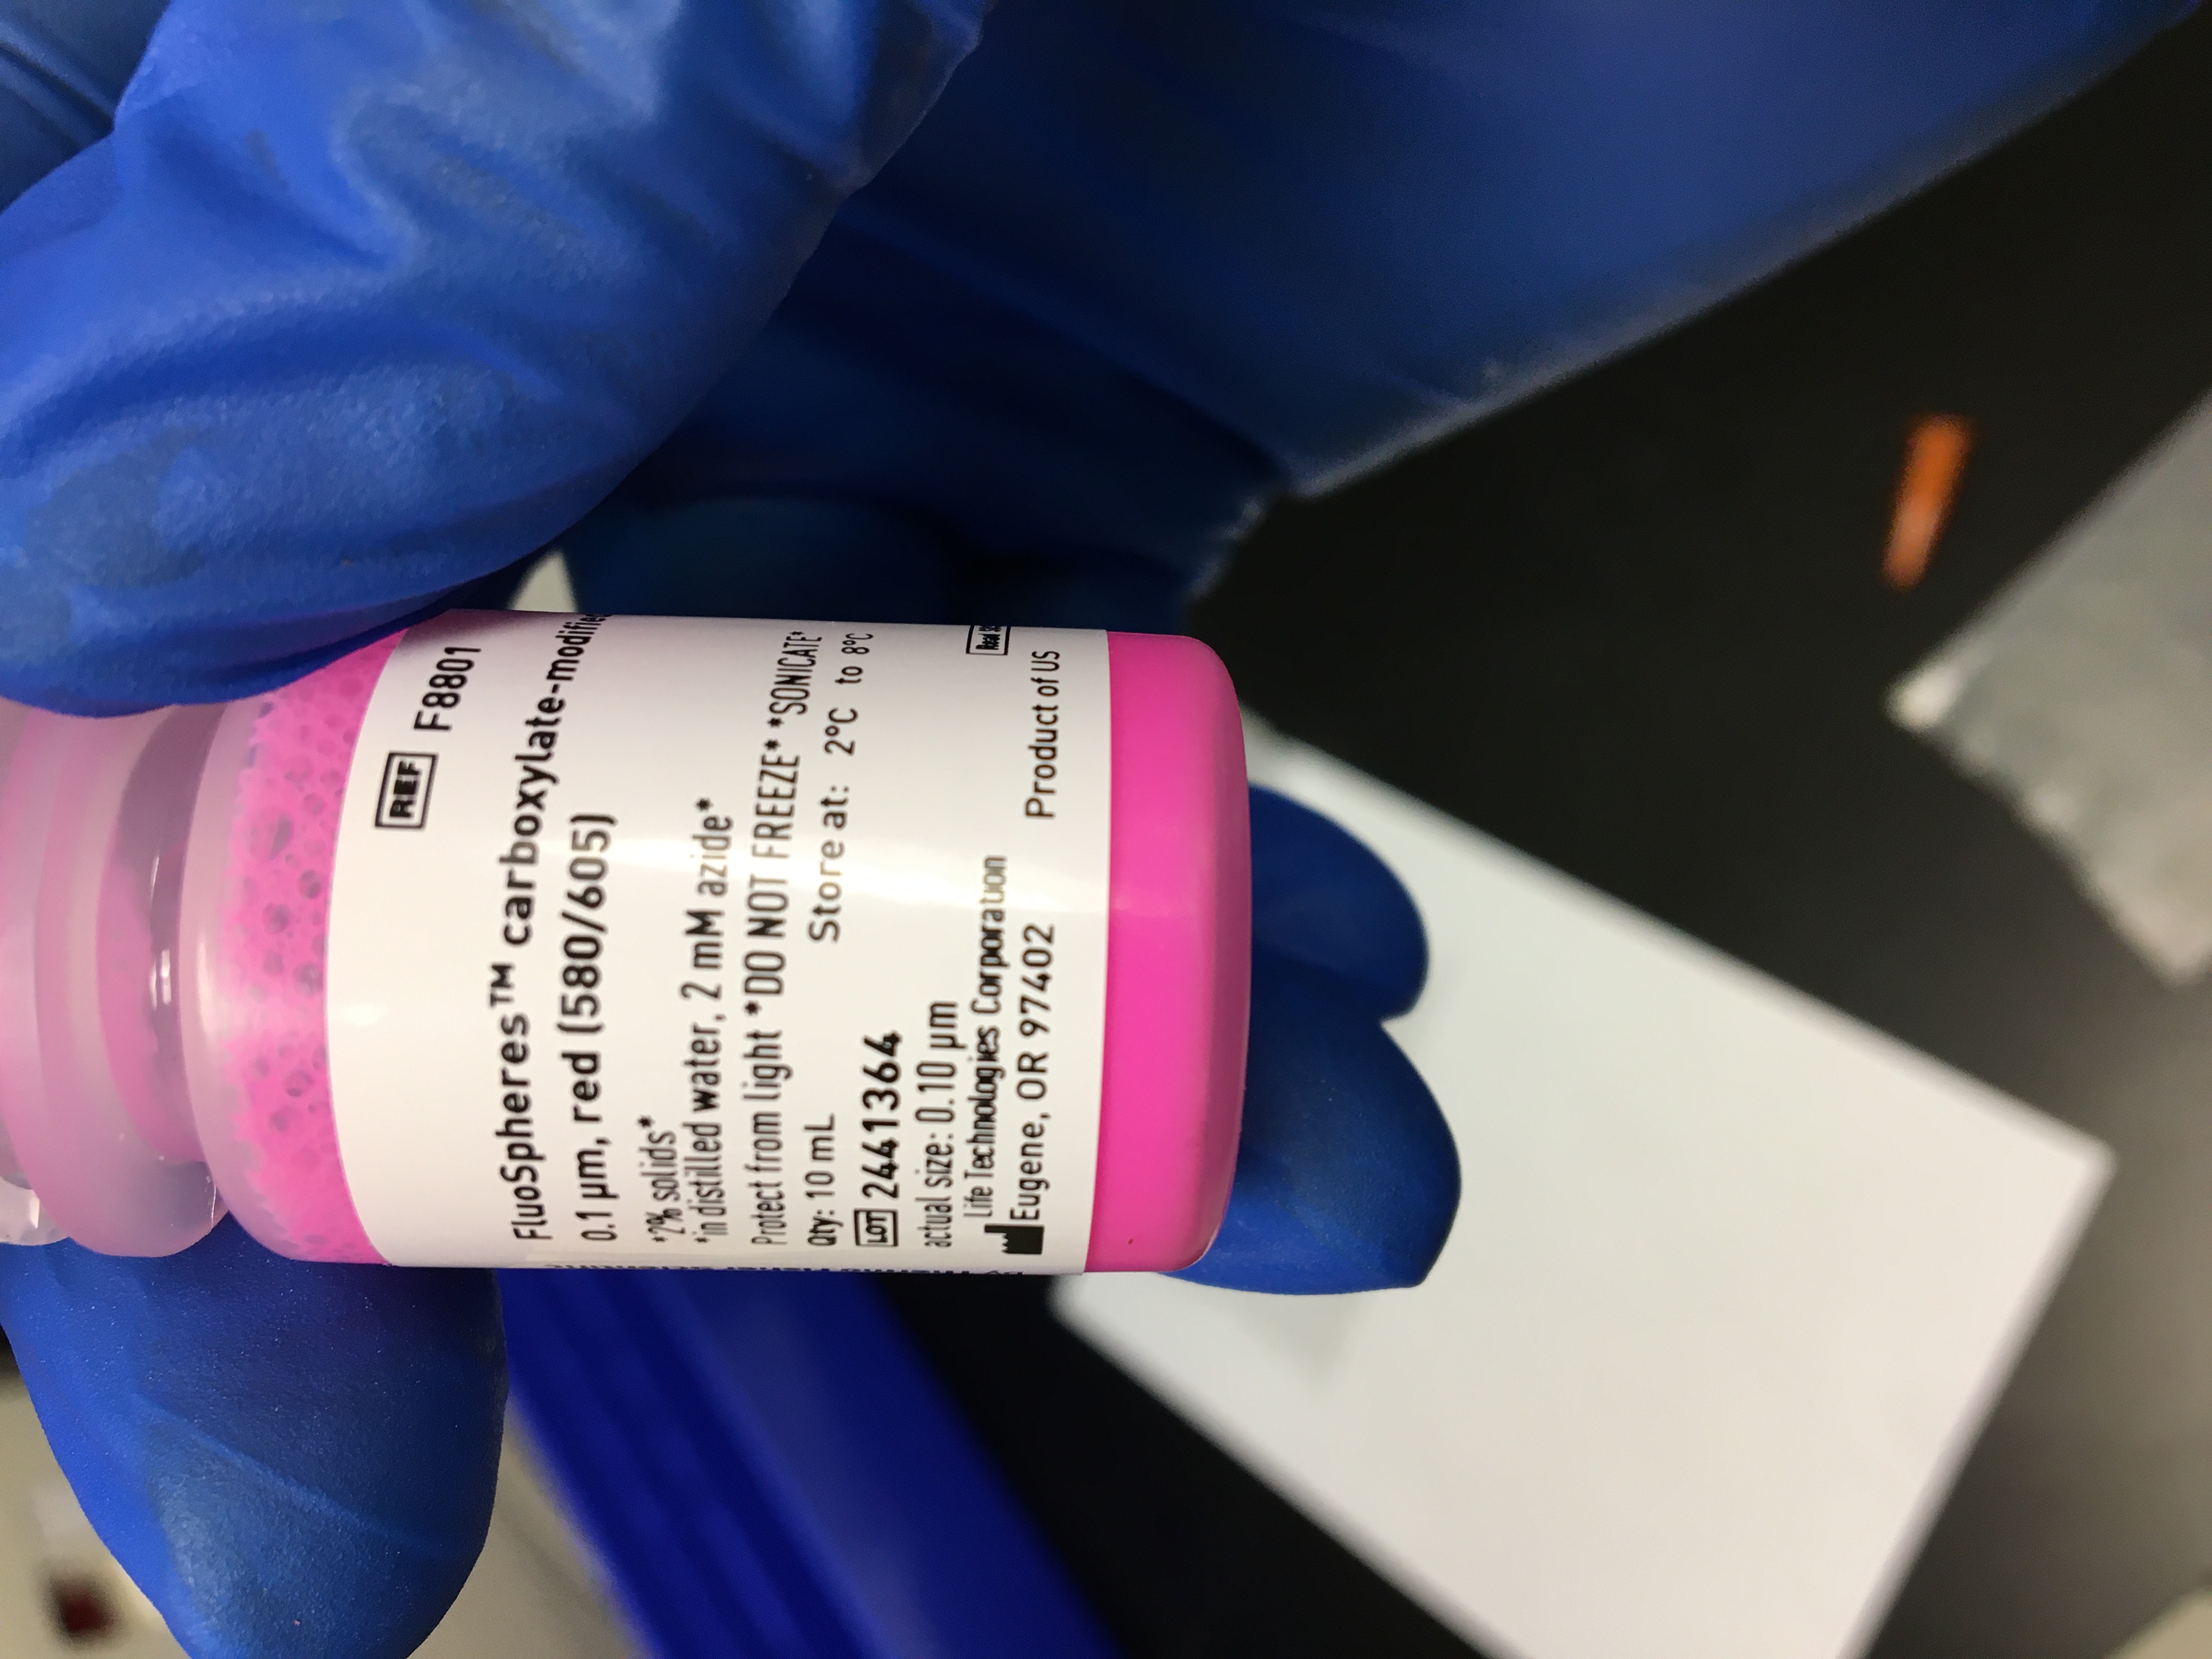 REF F8801
FluoSpheres™ carboxylate-modifie
0.1 µm, red (580/605)
*2% solids*
*in distilled water, 2 mM azide*
Protect from light *DO NOT FREEZE* *SONICATE*
Qty: 10 mL Store at: 2°C to 8°C
LOT 2441364
actual size: 0.10 µm
Life Technologies Corporation
Eugene, OR 97402 Product of US
Read